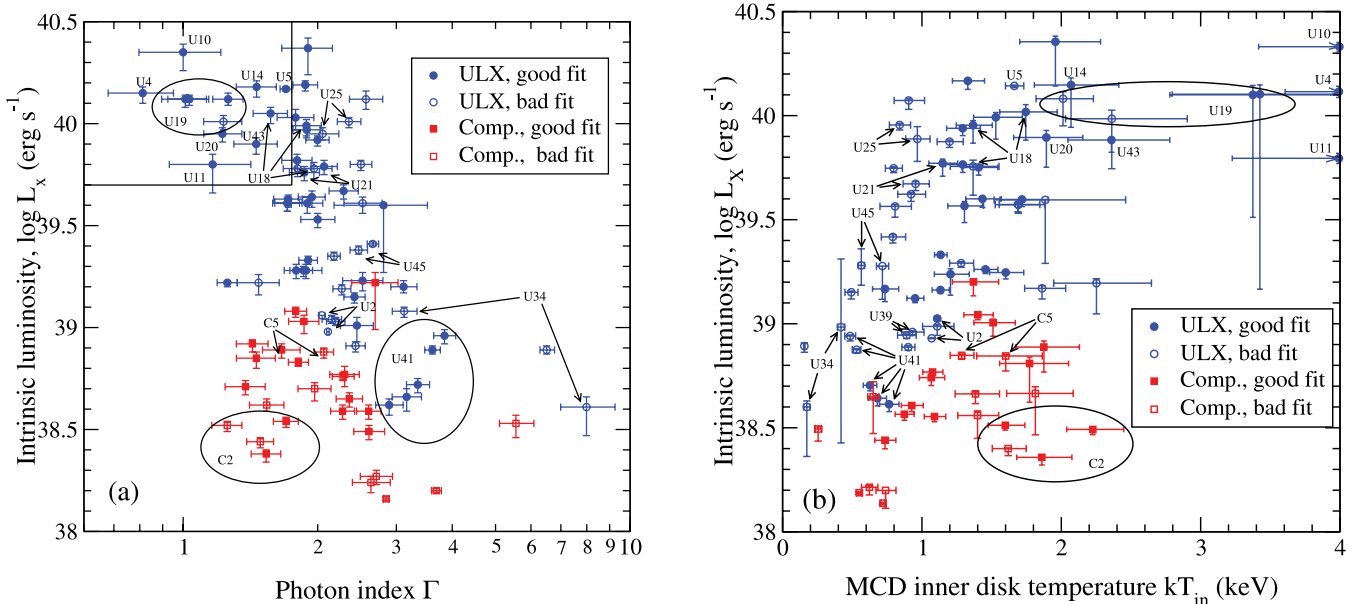 40.5
40
39.5
39
38.5
38
Intrinsic luminosity, log L_X (erg s⁻¹)
U10
U4
U14
U5
U25
U19
U20
U43
U18
U11
U21
U45
U34
U2
C5
U41
C2
(a)
ULX, good fit
ULX, bad fit
Comp., good fit
Comp., bad fit
1
2
3
4
5
6
7
8
9
10
Photon index Γ
40.5
40
39.5
39
38.5
38
Intrinsic luminosity, log L_X (erg s⁻¹)
U10
U5
U14
U4
U19
U25
U18
U20
U43
U11
U21
U45
U39
C5
U2
U34
U41
C2
(b)
ULX, good fit
ULX, bad fit
Comp., good fit
Comp., bad fit
0
1
2
3
4
MCD inner disk temperature kT_in (keV)